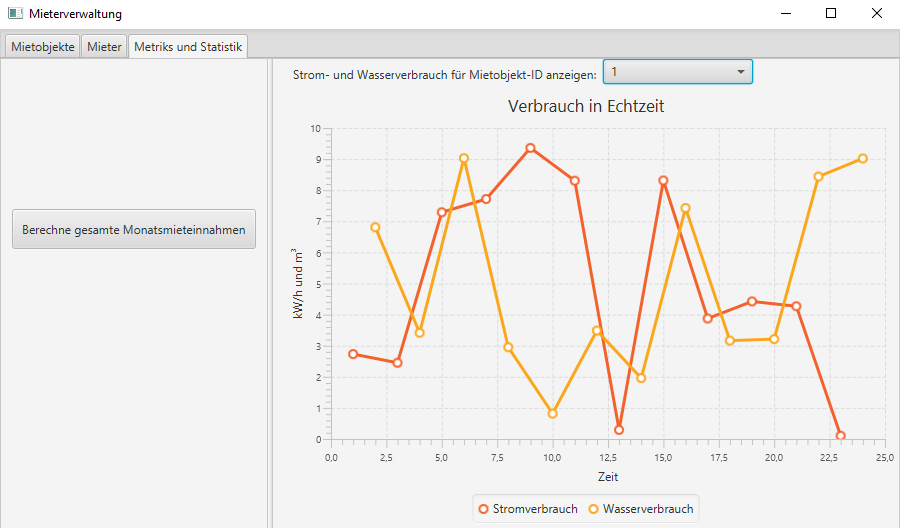 Mieterverwaltung
Mietobjekte Mieter Metriks und Statistik
Strom- und Wasserverbrauch für Mietobjekt-ID anzeigen: 1
Verbrauch in Echtzeit
Berechne gesamte Monatsmieteinnahmen
kW/h und m³
10
9
8
7
6
5
4
3
2
1
0
0,0 2,5 5,0 7,5 10,0 12,5 15,0 17,5 20,0 22,5 25,0
Zeit
Stromverbrauch Wasserverbrauch